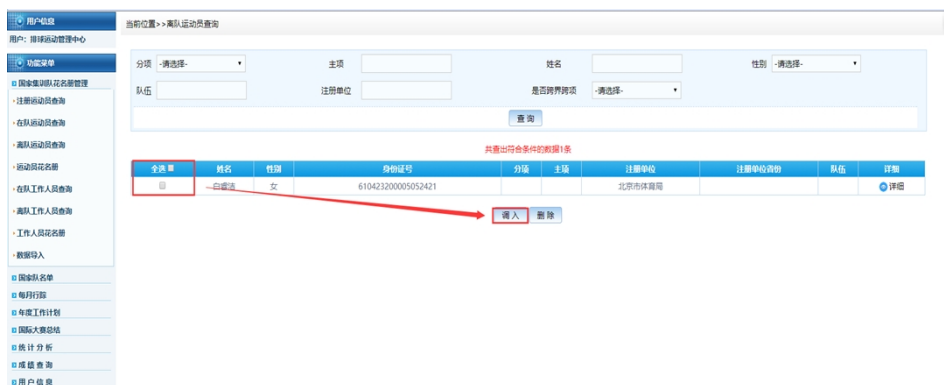 用户信息
用户：排球运动管理中心
功能菜单
国家集训队花名册管理
注册运动员查询
在队运动员查询
离队运动员查询
运动员花名册
在队工作人员查询
离队工作人员查询
工作人员花名册
数据导入
国家队名单
每月行踪
年度工作计划
国际大赛总结
统计分析
成绩查询
用户信息
当前位置>>离队运动员查询
分项 -请选择- 主项 姓名 性别 -请选择-
队伍 注册单位 是否跨界跨项 -请选择-
查询
共查出符合条件的数据1条
全选 姓名 性别 身份证号 分项 主项 注册单位 注册单位省份 队伍 详细
女 610423200005052421 北京市体育局 详细
调入 删除